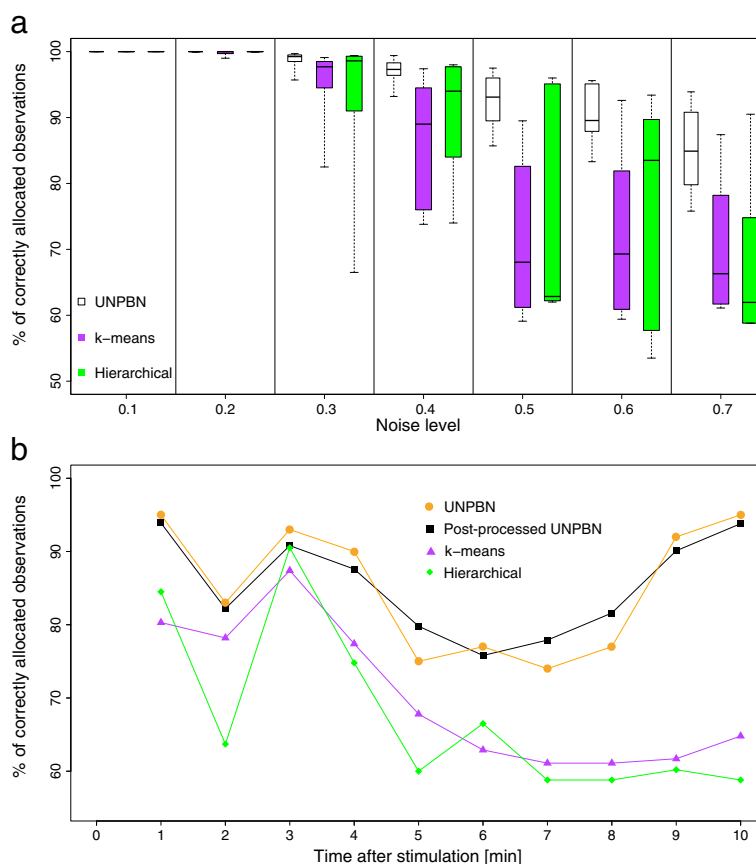 a
% of correctly allocated observations
100
90
80
70
60
50
UNPBN
k−means
Hierarchical
0.1 0.2 0.3 0.4 0.5 0.6 0.7
Noise level
b
% of correctly allocated observations
100
90
80
70
60
UNPBN
Post-processed UNPBN
k−means
Hierarchical
0 1 2 3 4 5 6 7 8 9 10
Time after stimulation [min]